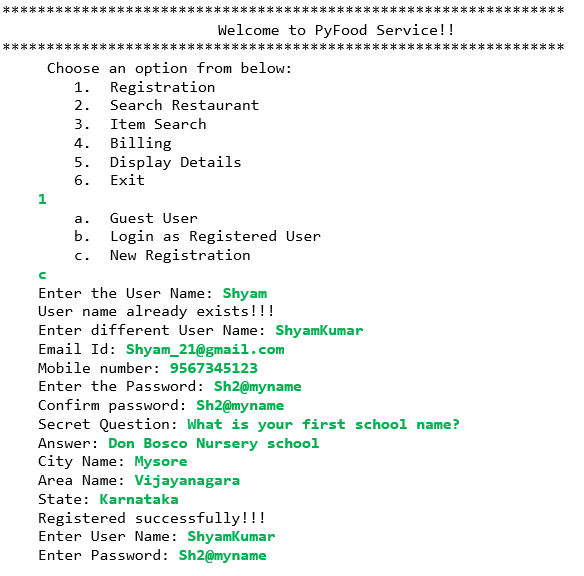 ****************************************************************
Welcome to PyFood Service!!
****************************************************************
Choose an option from below:
1. Registration
2. Search Restaurant
3. Item Search
4. Billing
5. Display Details
6. Exit
1
a. Guest User
b. Login as Registered User
c. New Registration
c
Enter the User Name: Shyam
User name already exists!!!
Enter different User Name: ShyamKumar
Email Id: Shyam_21@gmail.com
Mobile number: 9567345123
Enter the Password: Sh2@myname
Confirm password: Sh2@myname
Secret Question: What is your first school name?
Answer: Don Bosco Nursery school
City Name: Mysore
Area Name: Vijayanagara
State: Karnataka
Registered successfully!!!
Enter User Name: ShyamKumar
Enter Password: Sh2@myname